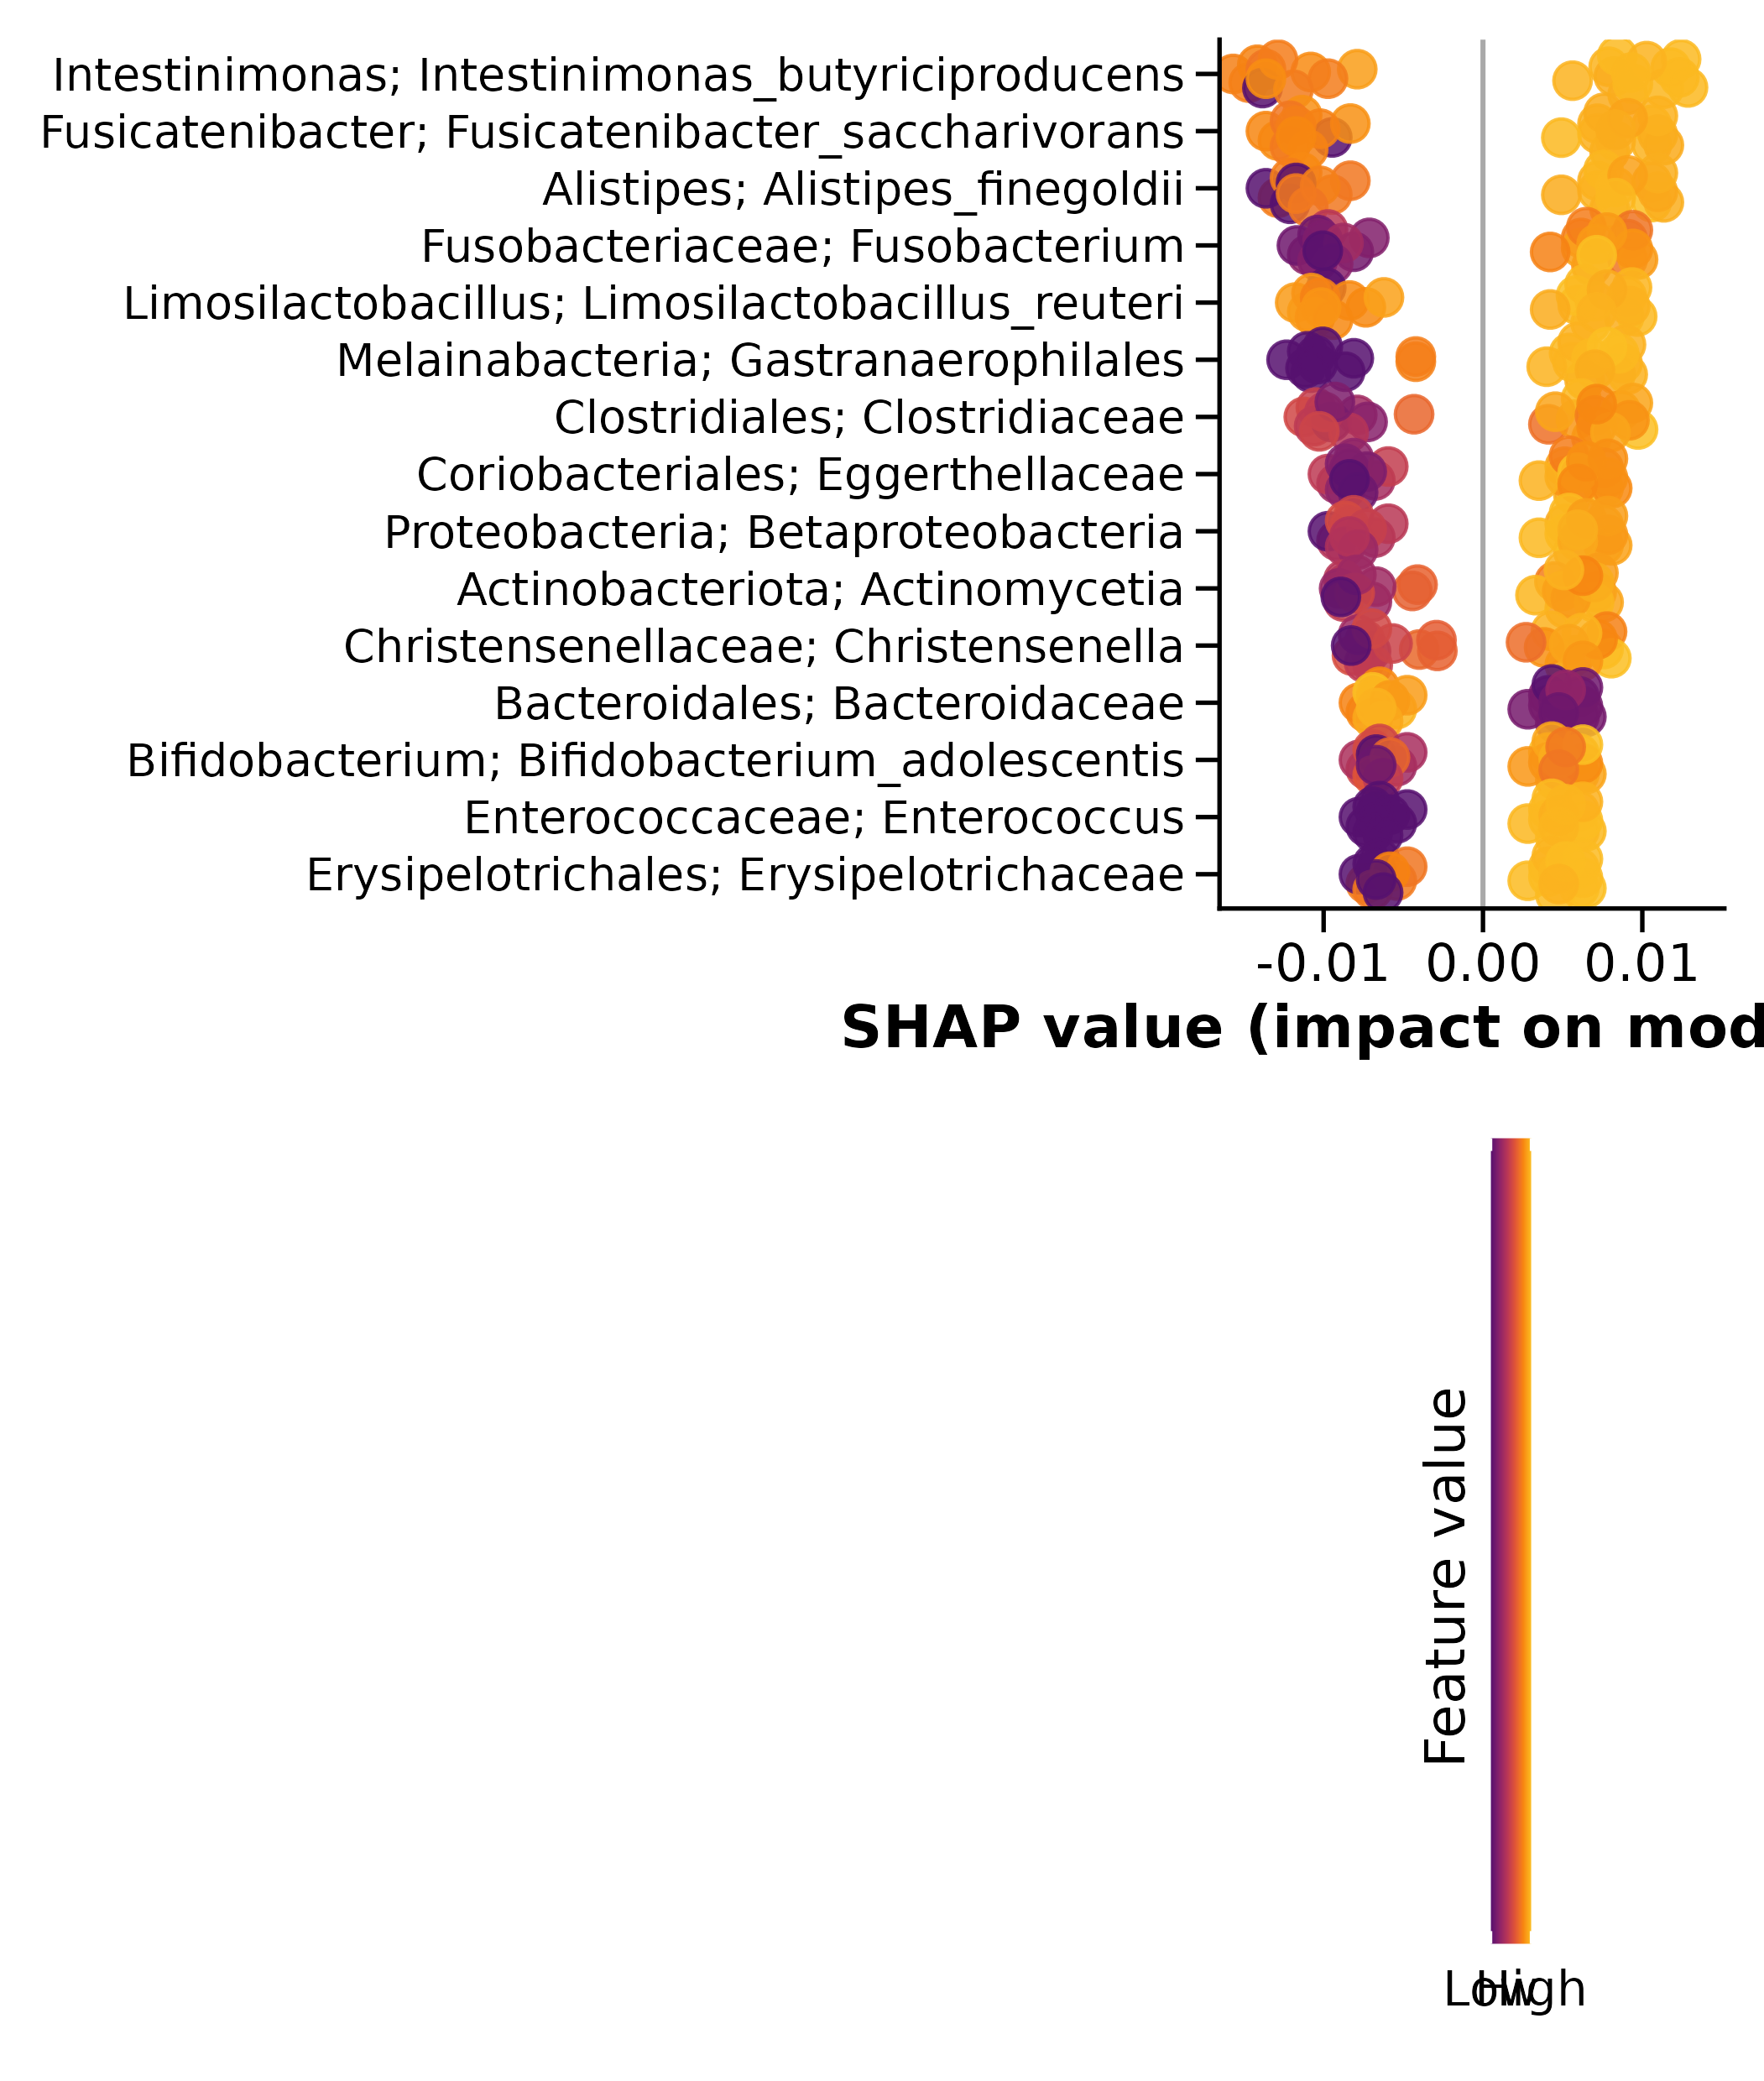 Intestinimonas; Intestinimonas_butyriciproducens
Fusicatenibacter; Fusicatenibacter_saccharivorans
Alistipes; Alistipes_finegoldii
Fusobacteriaceae; Fusobacterium
Limosilactobacillus; Limosilactobacillus_reuteri
Melainabacteria; Gastranaerophilales
Clostridiales; Clostridiaceae
Coriobacteriales; Eggerthellaceae
Proteobacteria; Betaproteobacteria
Actinobacteriota; Actinomycetia
Christensenellaceae; Christensenella
Bacteroidales; Bacteroidaceae
Bifidobacterium; Bifidobacterium_adolescentis
Enterococcaceae; Enterococcus
Erysipelotrichales; Erysipelotrichaceae
-0.01 0.00 0.01
SHAP value (impact on mod
Feature value
Low High